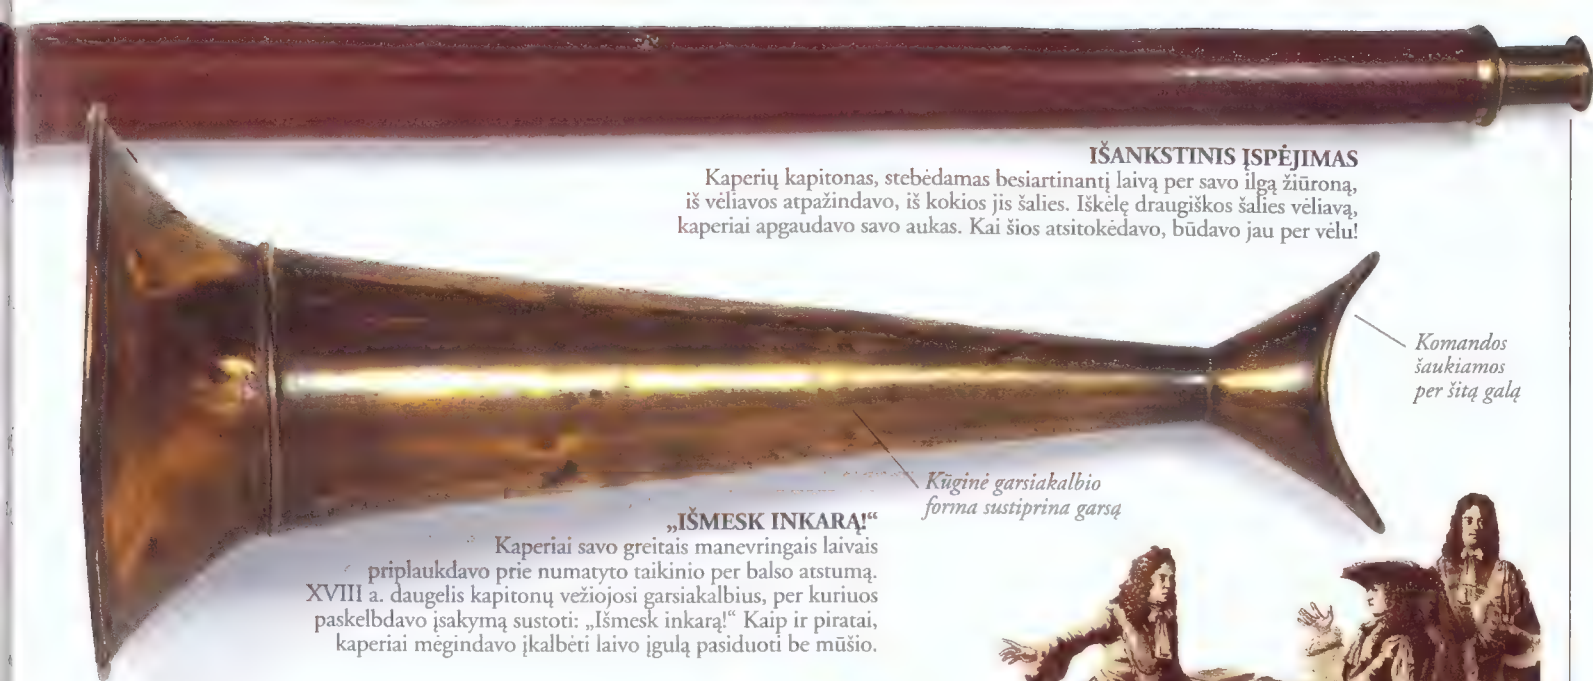 IŠANKSTINIS ĮSPĖJIMAS
Kaperių kapitonas, stebėdamas besiartinantį laivą per savo ilgą žiūroną,
iš vėliavos atpažindavo, iš kokios jis šalies. Iškėlę draugiškos šalies vėliavą,
kaperiai apgaudavo savo aukas. Kai šios atsitokėdavo, būdavo jau per vėlu!
Komandos
šaukiamos
per šitą galą
Kūginė garsiakalbio
forma sustiprina garsą
„IŠMESK INKARĄ!“
Kaperiai savo greitais manevringais laivais
priplaukdavo prie numatyto taikinio per balso atstumą.
XVIII a. daugelis kapitonų vežiojosi garsiakalbius, per kuriuos
paskelbdavo įsakymą sustoti: „Išmesk inkarą!“ Kaip ir piratai,
kaperiai mėgindavo įkalbėti laivo įgulą pasiduoti be mūšio.